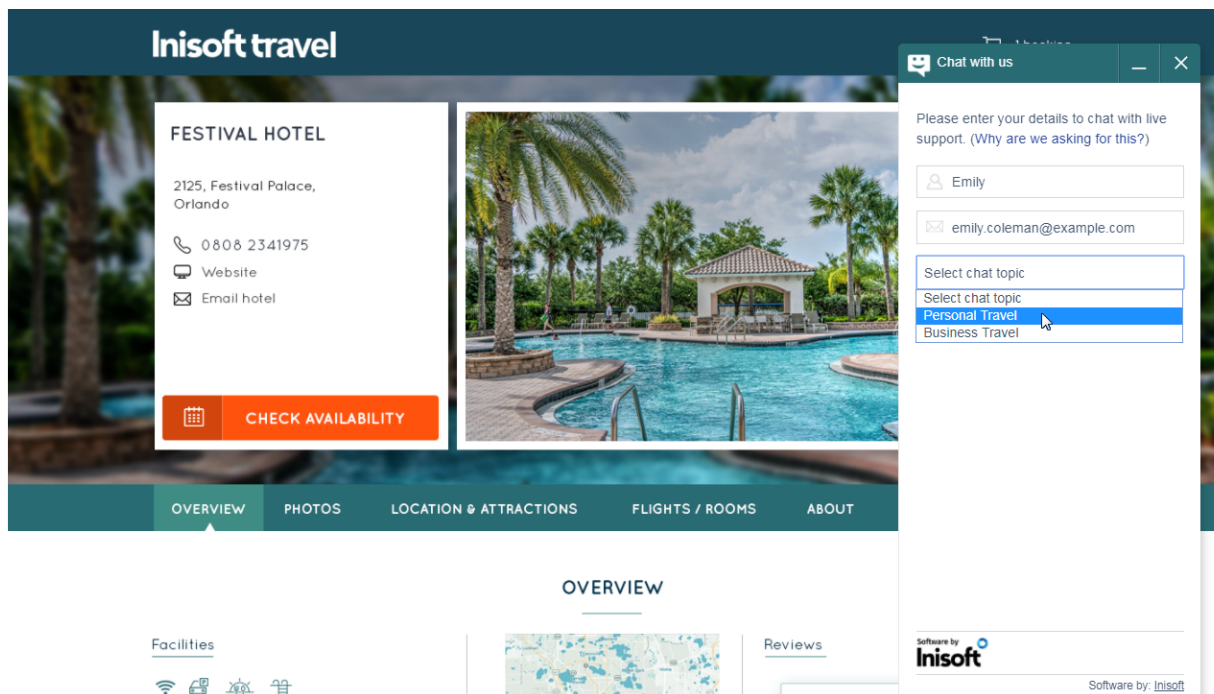 Inisoft travel
1 booking
FESTIVAL HOTEL
2125, Festival Palace,
Orlando
0808 2341975
Website
Email hotel
CHECK AVAILABILITY
OVERVIEW
PHOTOS
LOCATION & ATTRACTIONS
FLIGHTS / ROOMS
ABOUT
OVERVIEW
Facilities
Reviews
Chat with us
Please enter your details to chat with live
support. (Why are we asking for this?)
Emily
emily.coleman@example.com
Select chat topic
Select chat topic
Personal Travel
Business Travel
Software by
Inisoft
Software by: Inisoft